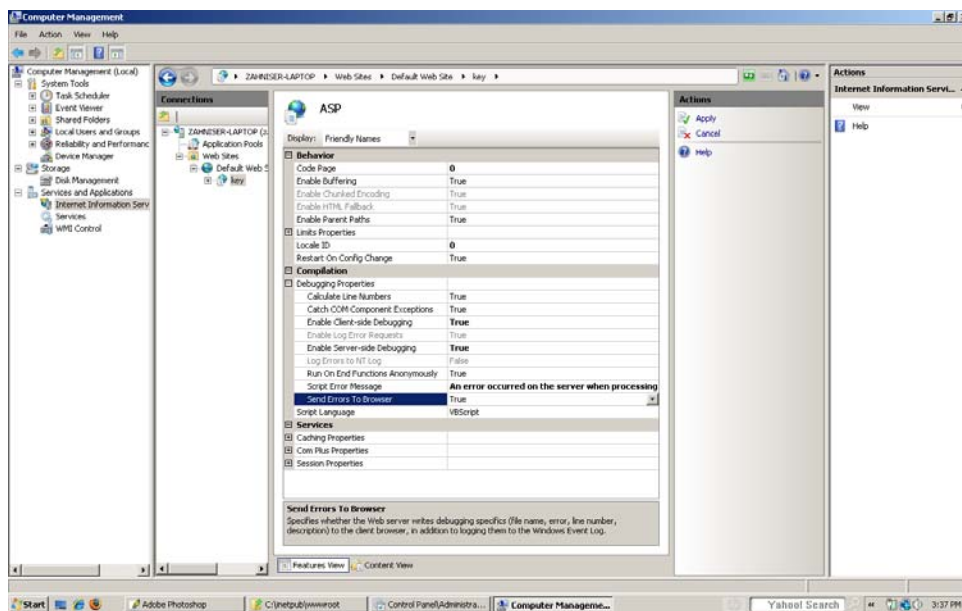 Computer Management
File Action View Help
Computer Management (Local)
System Tools
Task Scheduler
Event Viewer
Shared Folders
Local Users and Groups
Reliability and Performanc
Device Manager
Storage
Disk Management
Services and Applications
Internet Information Serv
Services
WMI Control
ZAHNISER-LAPTOP Web Sites Default Web Site key
Connections
ZAHNISER-LAPTOP
Application Pools
Web Sites
Default Web S
key
ASP
Display: Friendly Names
Behavior
Code Page 0
Enable Buffering True
Enable Chunked Encoding True
Enable HTML Fallback True
Enable Parent Paths True
Limits Properties
Locale ID 0
Restart On Config Change True
Compilation
Debugging Properties
Calculate Line Numbers True
Catch COM Component Exceptions True
Enable Client-side Debugging True
Enable Log Error Requests True
Enable Server-side Debugging True
Log Errors to NT Log False
Run On End Functions Anonymously True
Script Error Message An error occurred on the server when processing
Send Errors To Browser True
Script Language VBScript
Services
Caching Properties
Com Plus Properties
Session Properties
Send Errors To Browser
Specifies whether the Web server writes debugging specifics (file name, error, line number,
description) to the client browser, in addition to logging them to the Windows Event Log.
Features View Content View
Actions
Apply
Cancel
Help
Actions
Internet Information Servi...
View
Help
Start Adobe Photoshop C:\inetpub\wwwroot Control Panel\Administra... Computer Manageme... Yahoo! Search 3:37 PM